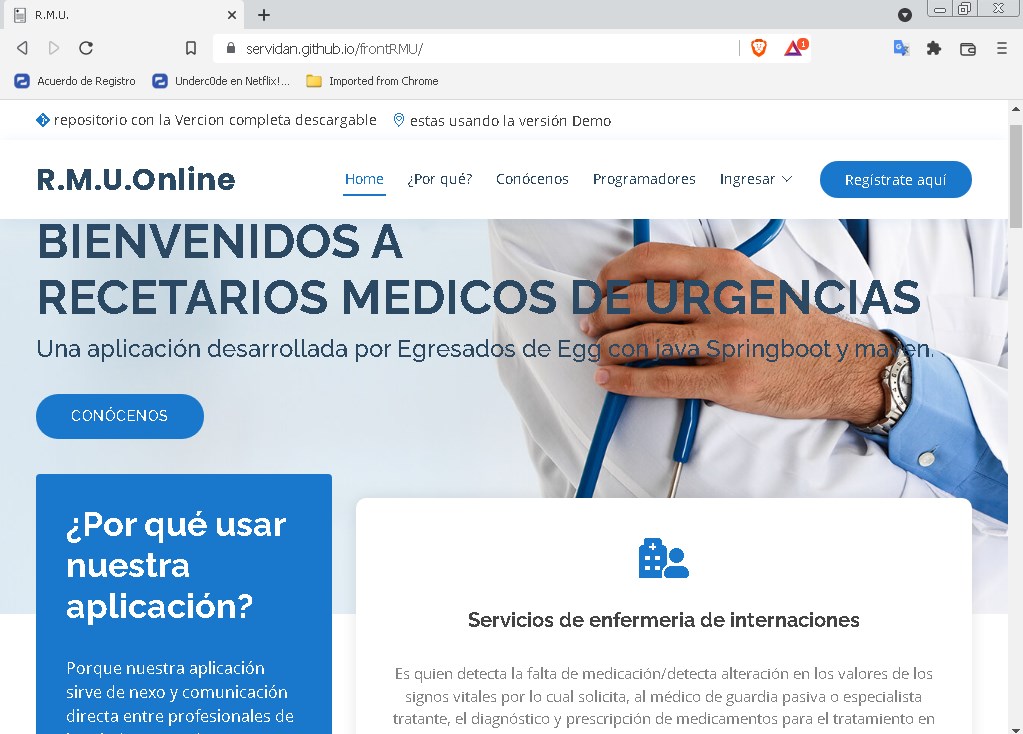 R.M.U.
servidan.github.io/frontRMU/
1
Acuerdo de Registro
Underc0de en Netflix!...
Imported from Chrome
repositorio con la Vercion completa descargable
estas usando la versión Demo
R.M.U.Online
Home
¿Por qué?
Conócenos
Programadores
Ingresar
Regístrate aquí
BIENVENIDOS A
RECETARIOS MEDICOS DE URGENCIAS
Una aplicación desarrollada por Egresados de Egg con java Springboot y maven.
CONÓCENOS
¿Por qué usar
nuestra
aplicación?
Porque nuestra aplicación
sirve de nexo y comunicación
directa entre profesionales de
Servicios de enfermeria de internaciones
Es quien detecta la falta de medicación/detecta alteración en los valores de los
signos vitales por lo cual solicita, al médico de guardia pasiva o especialista
tratante, el diagnóstico y prescripción de medicamentos para el tratamiento en